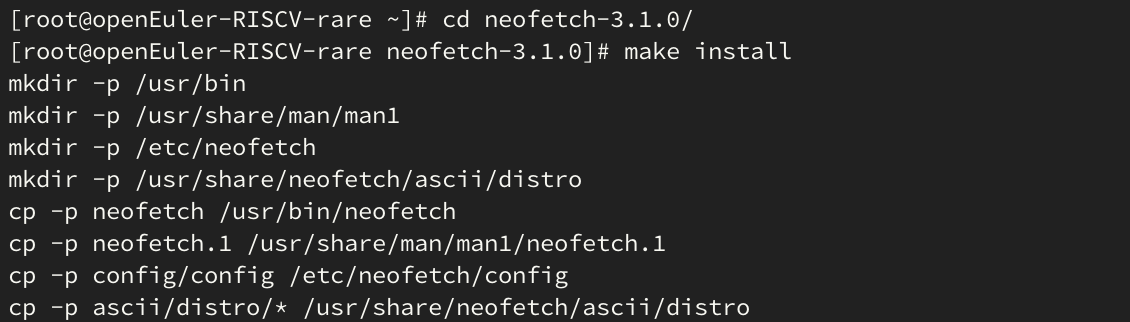 [root@openEuler-RISCV-rare ~]# cd neofetch-3.1.0/
[root@openEuler-RISCV-rare neofetch-3.1.0]# make install
mkdir -p /usr/bin
mkdir -p /usr/share/man/man1
mkdir -p /etc/neofetch
mkdir -p /usr/share/neofetch/ascii/distro
cp -p neofetch /usr/bin/neofetch
cp -p neofetch.1 /usr/share/man/man1/neofetch.1
cp -p config/config /etc/neofetch/config
cp -p ascii/distro/* /usr/share/neofetch/ascii/distro